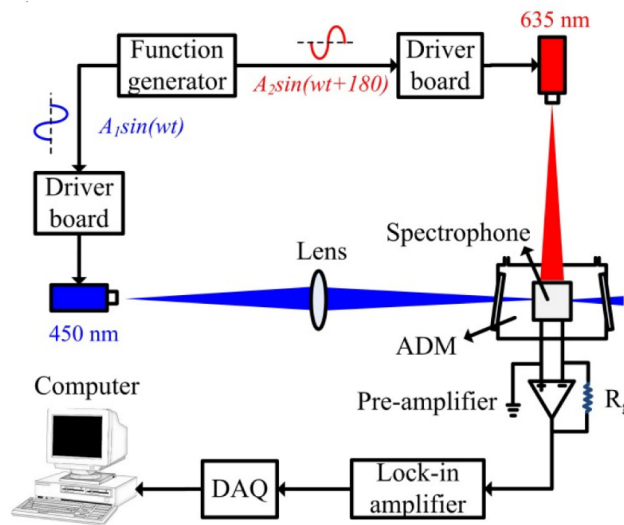 Function
generator
A₂sin(wt+180)
Driver
board
635 nm
A₁sin(wt)
Driver
board
Spectrophone
Lens
450 nm
ADM
Computer
Pre-amplifier
- +
DAQ
Lock-in
amplifier